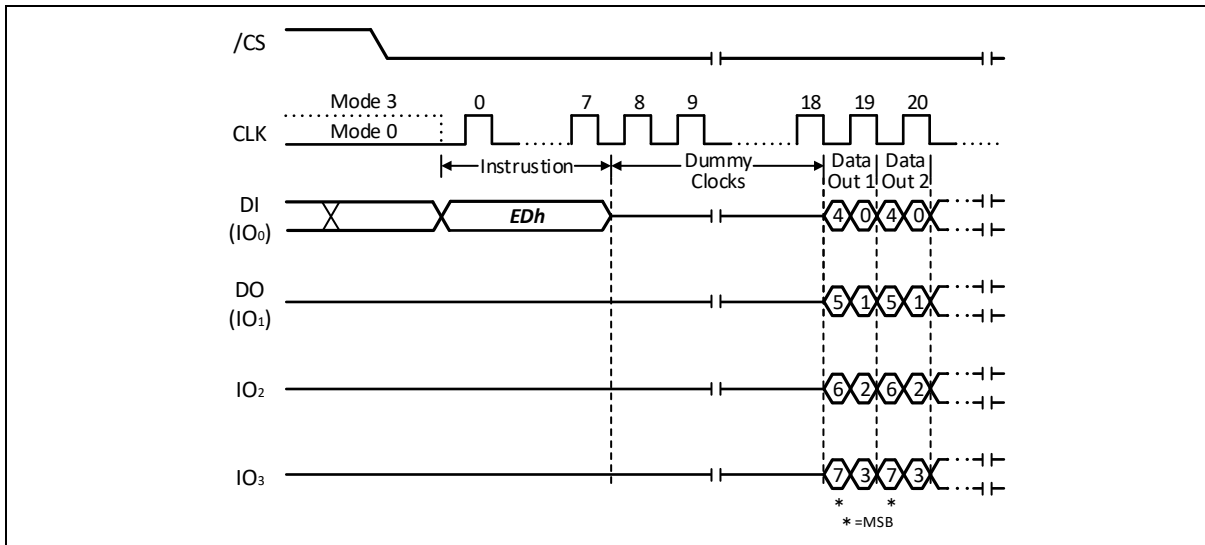 /CS
Mode 3
Mode 0
CLK
0 7 8 9 18 19 20
Instrustion
Dummy
Clocks
Data
Out 1
Data
Out 2
DI
(IO0)
EDh
4 0 4 0
DO
(IO1)
5 1 5 1
IO2
6 2 6 2
IO3
7 3 7 3
* *
* =MSB